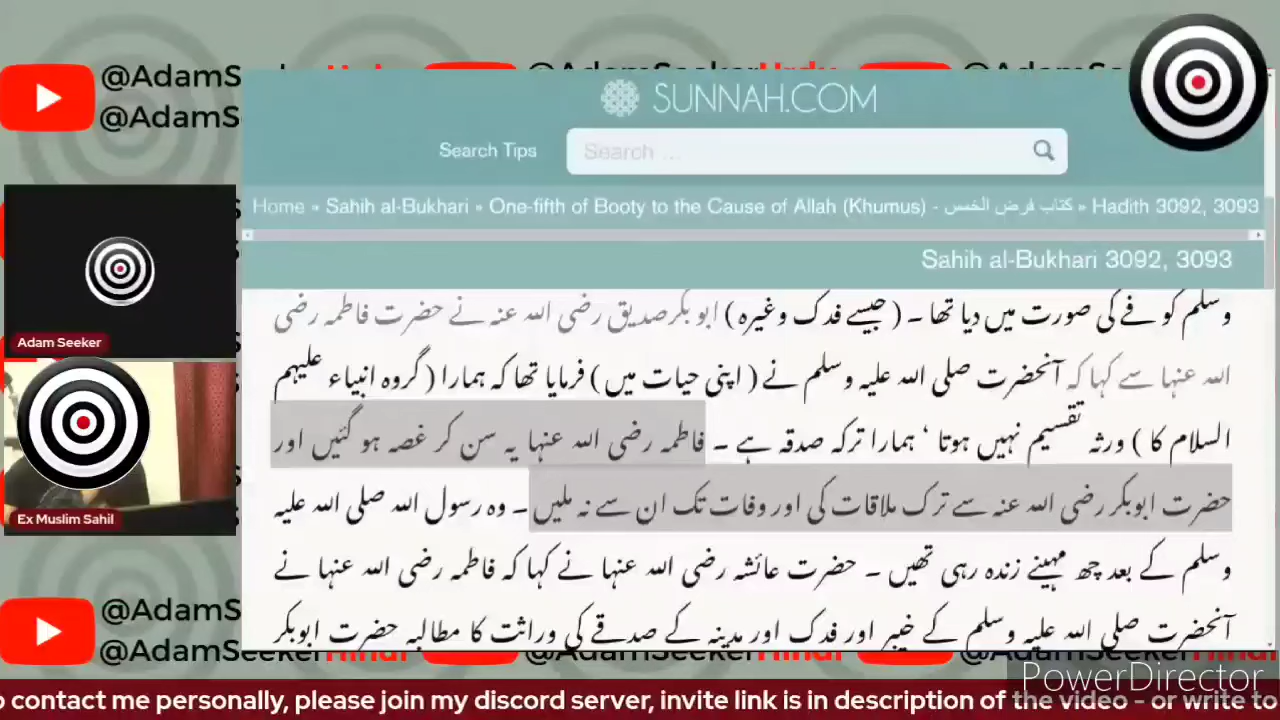 @AdamS
@AdamS
SUNNAH.COM
Search Tips
Search ...
Home » Sahih al-Bukhari » One-fifth of Booty to the Cause of Allah (Khumus) - كتاب فرض الخمس » Hadith 3092, 3093
Sahih al-Bukhari 3092, 3093
وسلم کو فے کی صورت میں دیا تھا ۔ ( جیسے فدک وغیرہ ) ابوبکرصدیق رضی اللہ عنہ نے حضرت فاطمہ رضی
اللہ عنہا سے کہا کہ آنحضرت صلی اللہ علیہ وسلم نے ( اپنی حیات میں ) فرمایا تھا کہ ہمارا ( گروہ انبیاء علیہم
السلام کا ) ورثہ تقسیم نہیں ہوتا ‘ ہمارا ترکہ صدقہ ہے ۔ فاطمہ رضی اللہ عنہا یہ سن کر غصہ ہو گئیں اور
حضرت ابوبکر رضی اللہ عنہ سے ترک ملاقات کی اور وفات تک ان سے نہ ملیں ۔ وہ رسول اللہ صلی اللہ علیہ
وسلم کے بعد چھ مہینے زندہ رہی تھیں ۔ حضرت عائشہ رضی اللہ عنہا نے کہا کہ فاطمہ رضی اللہ عنہا نے
آنحضرت صلی اللہ علیہ وسلم کے خیبر اور فدک اور مدینہ کے صدقے کی وراثت کا مطالبہ حضرت ابوبکر
Adam Seeker
Ex Muslim Sahil
@AdamS
@AdamSeekerHindi
PowerDirector
contact me personally, please join my discord server, invite link is in description of the video - or write to